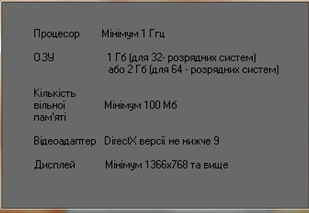 Процесор Мінімум 1 Ггц
ОЗУ 1 Гб (для 32- розрядних систем)
або 2 Гб (для 64 - розрядних систем)
Кількість
вільної Мінімум 100 Мб
пам'яті
Відеоадаптер DirectX версії не нижче 9
Дисплей Мінімум 1366x768 та вище